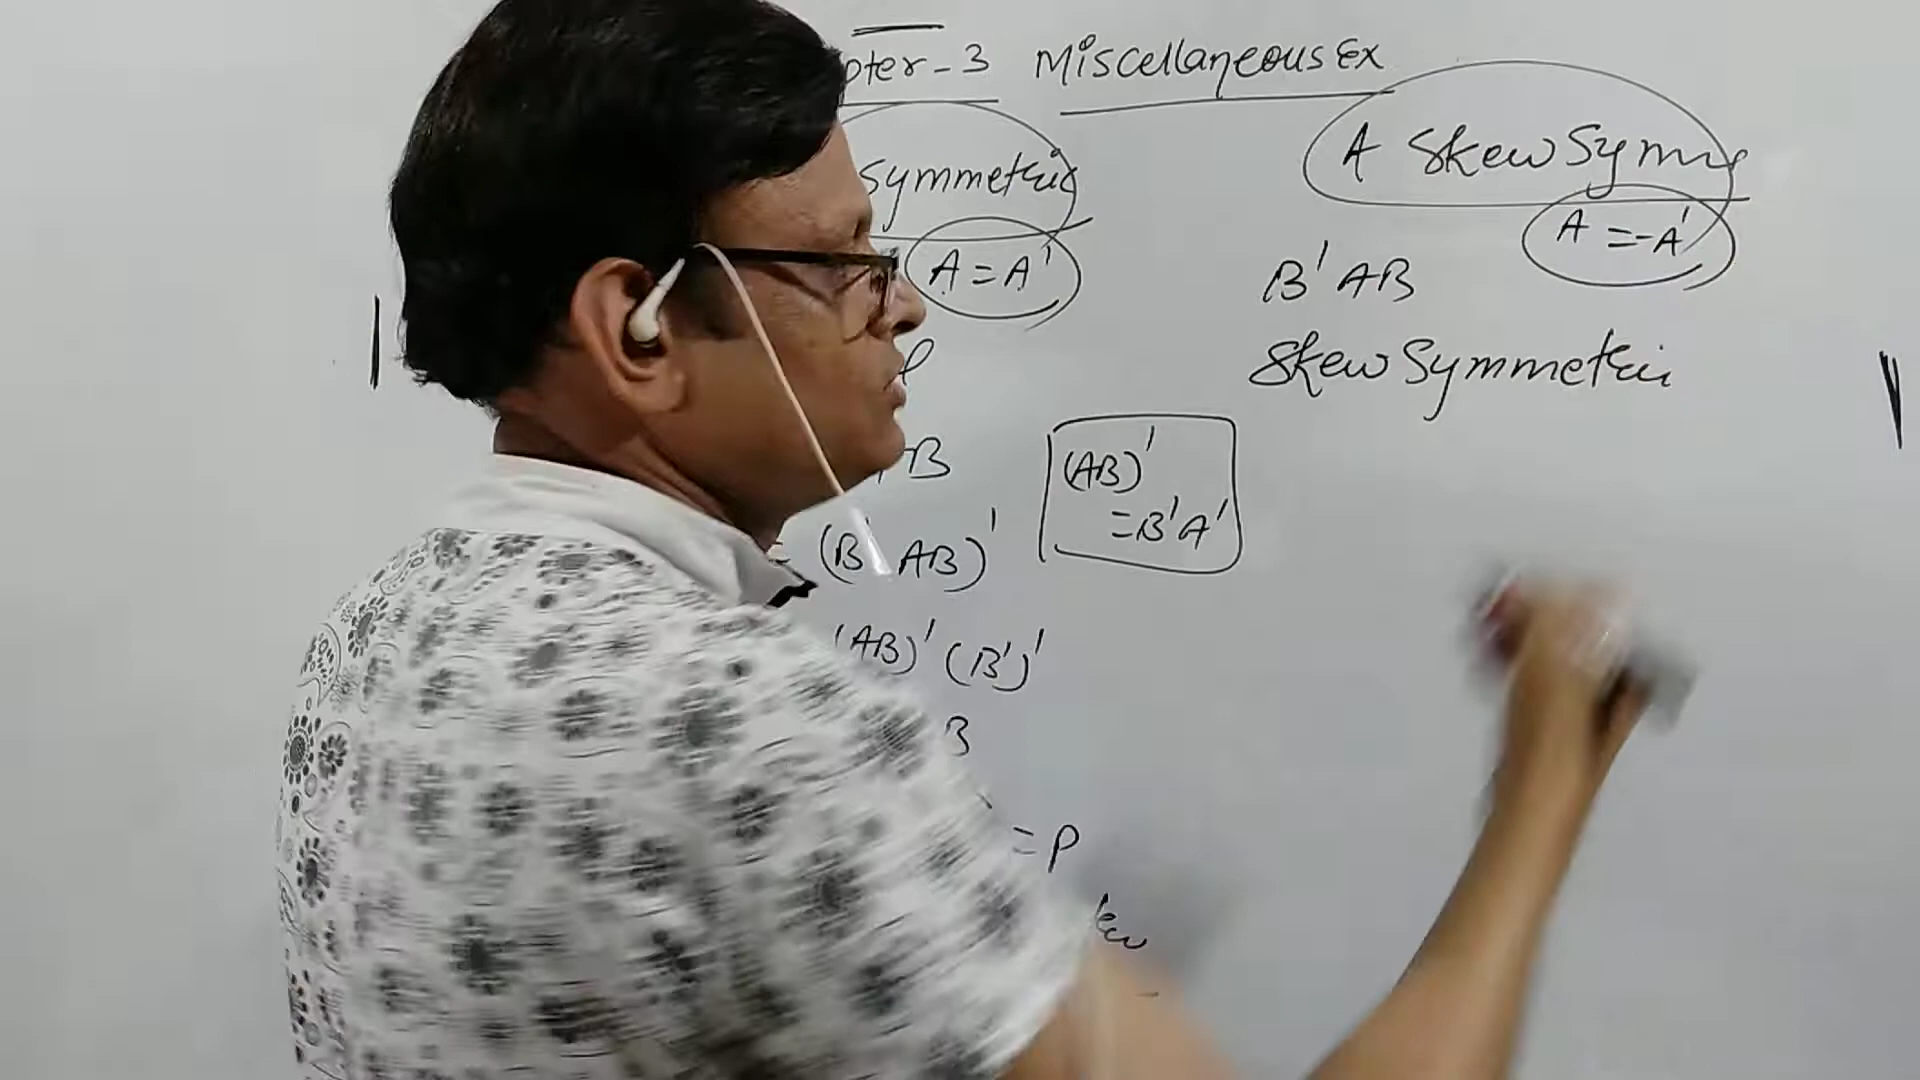 pter-3 Miscellaneous Ex
symmetric
A = A'
B
(AB)'
= B'A'
= (B' AB)'
(AB)' (B')'
B
= P
A Skew Symm
A = -A'
B' AB
Skew Symmetric